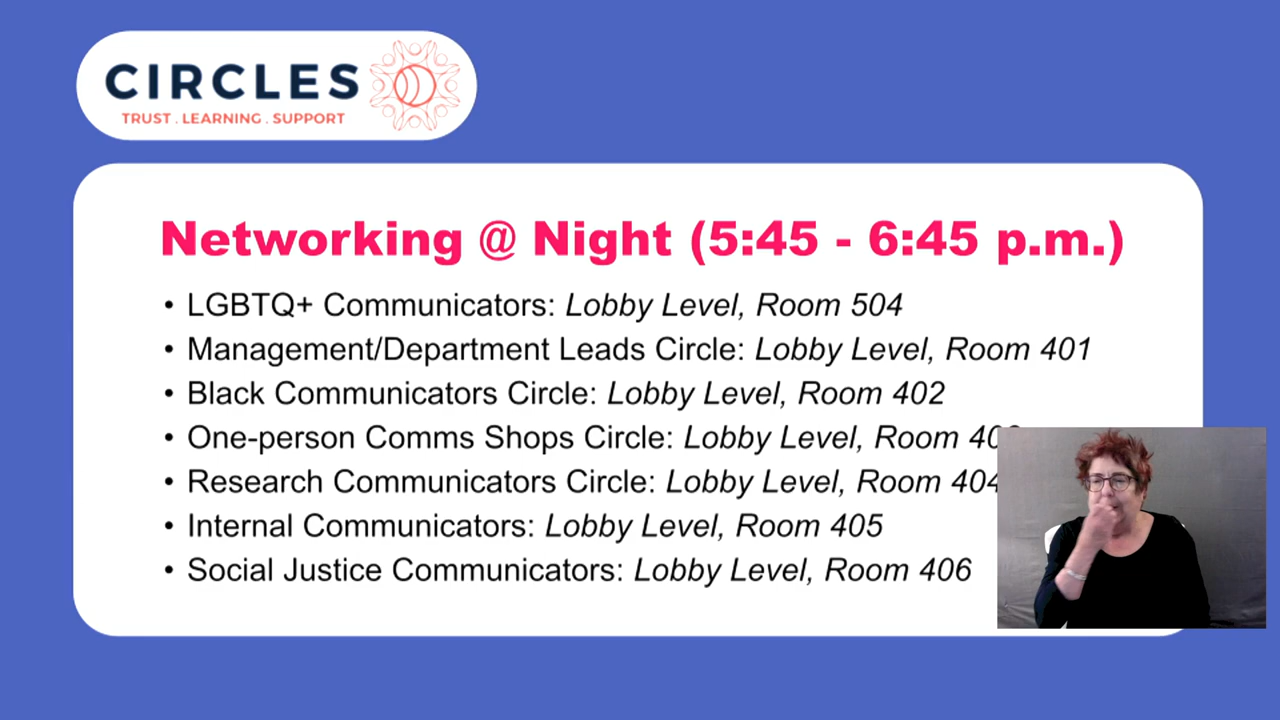 CIRCLES
TRUST . LEARNING . SUPPORT
Networking @ Night (5:45 - 6:45 p.m.)
• LGBTQ+ Communicators: Lobby Level, Room 504
• Management/Department Leads Circle: Lobby Level, Room 401
• Black Communicators Circle: Lobby Level, Room 402
• One-person Comms Shops Circle: Lobby Level, Room
• Research Communicators Circle: Lobby Level, Room 404
• Internal Communicators: Lobby Level, Room 405
• Social Justice Communicators: Lobby Level, Room 406